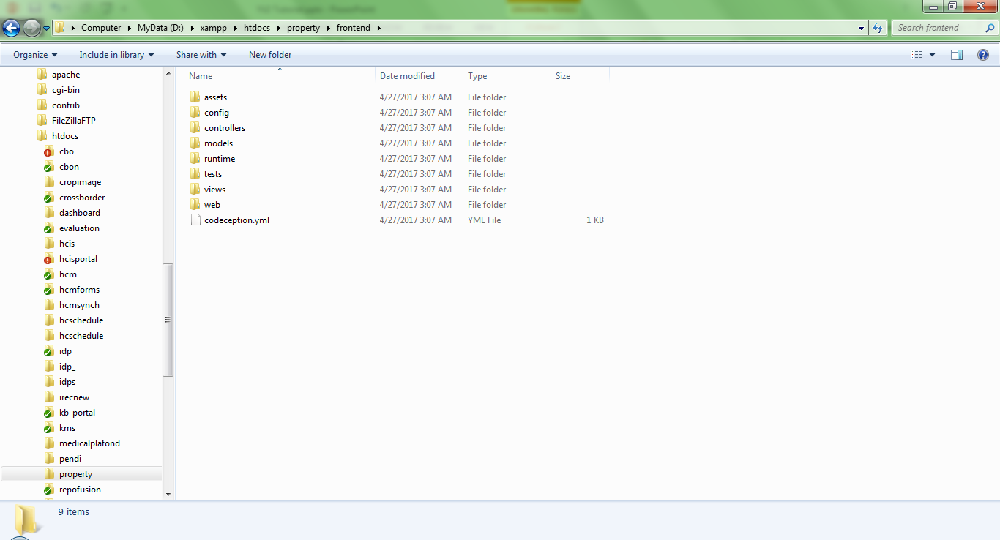 Computer MyData (D:) xampp htdocs property frontend
Search frontend
Organize Include in library Share with New folder
apache
cgi-bin
contrib
FileZillaFTP
htdocs
cbo
cbon
cropimage
crossborder
dashboard
evaluation
hcis
hcisportal
hcm
hcmforms
hcmsynch
hcschedule
hcschedule_
idp
idp_
idps
irecnew
kb-portal
kms
medicalplafond
pendi
property
repofusion
Name Date modified Type Size
assets 4/27/2017 3:07 AM File folder
config 4/27/2017 3:07 AM File folder
controllers 4/27/2017 3:07 AM File folder
models 4/27/2017 3:07 AM File folder
runtime 4/27/2017 3:07 AM File folder
tests 4/27/2017 3:07 AM File folder
views 4/27/2017 3:07 AM File folder
web 4/27/2017 3:07 AM File folder
codeception.yml 4/27/2017 3:07 AM YML File 1 KB
9 items